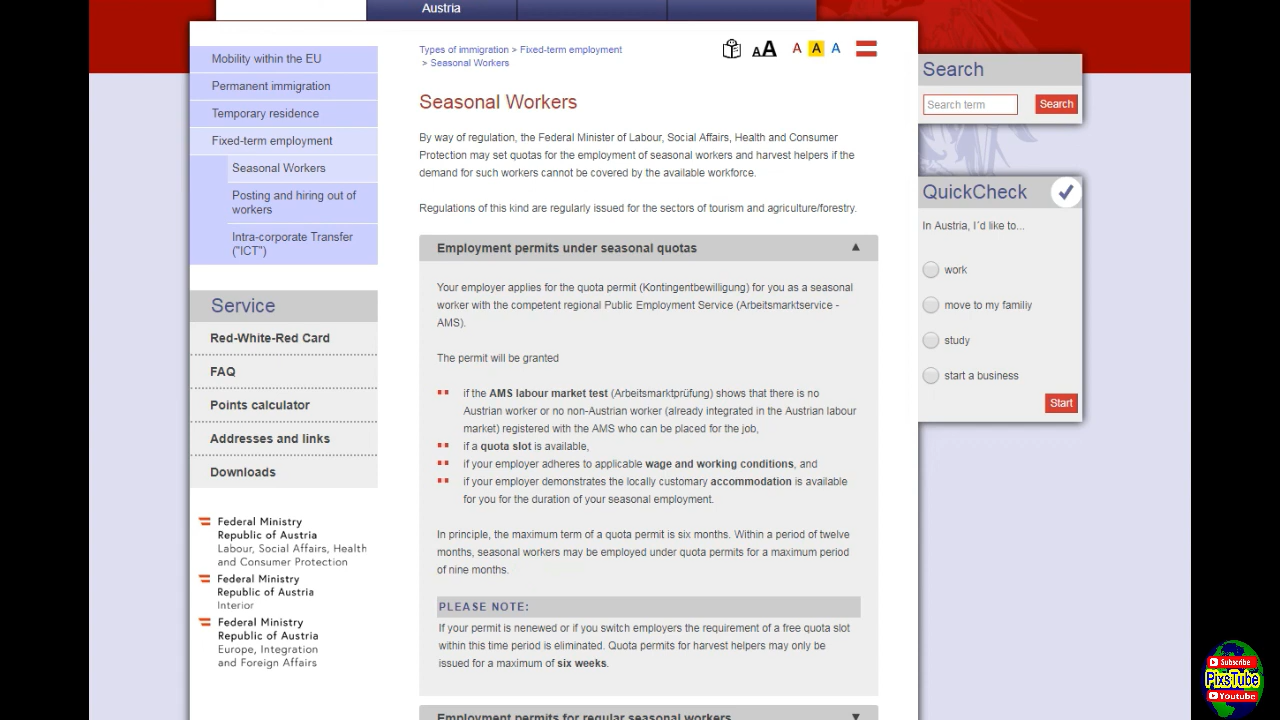 Austria
Mobility within the EU
Permanent immigration
Temporary residence
Fixed-term employment
Seasonal Workers
Posting and hiring out of
workers
Intra-corporate Transfer
("ICT")
Service
Red-White-Red Card
FAQ
Points calculator
Addresses and links
Downloads
Federal Ministry
Republic of Austria
Labour, Social Affairs, Health
and Consumer Protection
Federal Ministry
Republic of Austria
Interior
Federal Ministry
Republic of Austria
Europe, Integration
and Foreign Affairs
Types of immigration > Fixed-term employment
> Seasonal Workers
AA A A A
Seasonal Workers
By way of regulation, the Federal Minister of Labour, Social Affairs, Health and Consumer
Protection may set quotas for the employment of seasonal workers and harvest helpers if the
demand for such workers cannot be covered by the available workforce.
Regulations of this kind are regularly issued for the sectors of tourism and agriculture/forestry.
Employment permits under seasonal quotas
Your employer applies for the quota permit (Kontingentbewilligung) for you as a seasonal
worker with the competent regional Public Employment Service (Arbeitsmarktservice -
AMS).
The permit will be granted
if the AMS labour market test (Arbeitsmarktprüfung) shows that there is no
Austrian worker or no non-Austrian worker (already integrated in the Austrian labour
market) registered with the AMS who can be placed for the job,
if a quota slot is available,
if your employer adheres to applicable wage and working conditions, and
if your employer demonstrates the locally customary accommodation is available
for you for the duration of your seasonal employment.
In principle, the maximum term of a quota permit is six months. Within a period of twelve
months, seasonal workers may be employed under quota permits for a maximum period
of nine months.
PLEASE NOTE:
If your permit is nenewed or if you switch employers the requirement of a free quota slot
within this time period is eliminated. Quota permits for harvest helpers may only be
issued for a maximum of six weeks.
Employment permits for regular seasonal workers
Search
Search term
Search
QuickCheck
In Austria, I´d like to...
work
move to my familiy
study
start a business
Start
Subscribe
PixsTube
Youtube